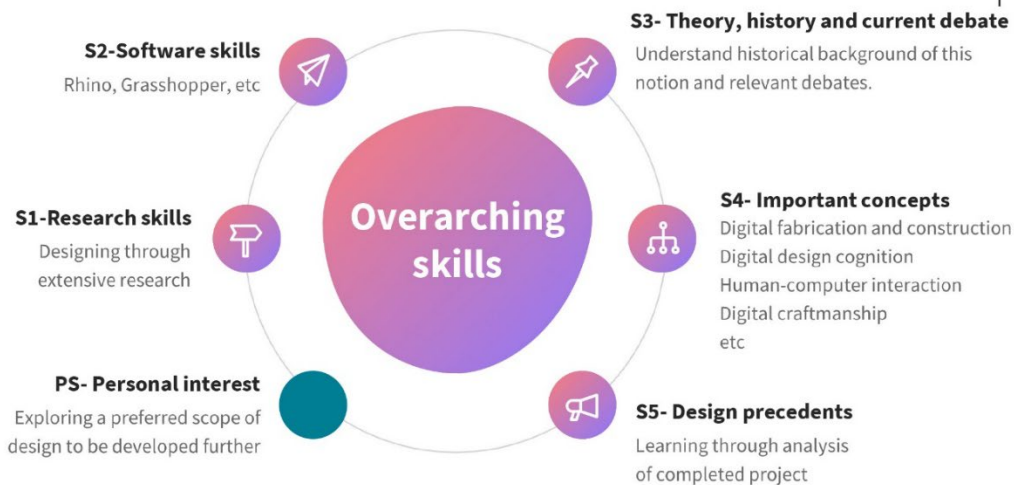 S2-Software skills
Rhino, Grasshopper, etc
S3- Theory, history and current debate
Understand historical background of this
notion and relevant debates.
S1-Research skills
Designing through
extensive research
Overarching
skills
S4- Important concepts
Digital fabrication and construction
Digital design cognition
Human-computer interaction
Digital craftmanship
etc
PS- Personal interest
Exploring a preferred scope of
design to be developed further
S5- Design precedents
Learning through analysis
of completed project